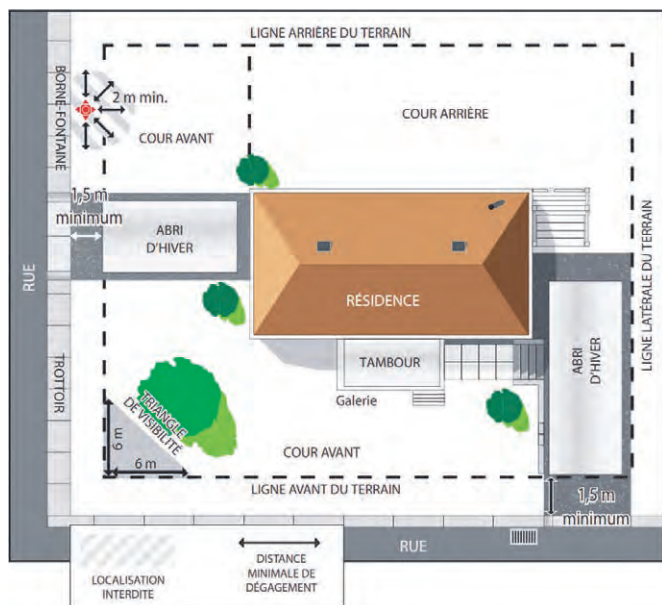 LIGNE ARRIÈRE DU TERRAIN
BORNE-FONTAINE
2 m min.
COUR AVANT
COUR ARRIÈRE
1,5 m
minimum
ABRI
D'HIVER
RUE
RÉSIDENCE
LIGNE LATÉRALE DU TERRAIN
TROTTOIR
TAMBOUR
Galerie
ABRI
D'HIVER
TRIANGLE
DE VISIBILITÉ
6 m
6 m
COUR AVANT
LIGNE AVANT DU TERRAIN
1,5 m
minimum
RUE
LOCALISATION
INTERDITE
DISTANCE
MINIMALE DE
DÉGAGEMENT